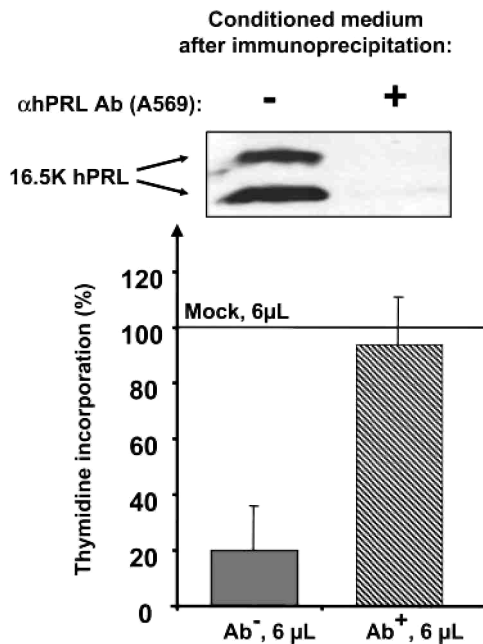 Conditioned medium
after immunoprecipitation:
αhPRL Ab (A569): - +
16.5K hPRL
Thymidine incorporation (%)
120
100
80
60
40
20
0
Mock, 6µL
Ab-, 6 µL
Ab+, 6 µL